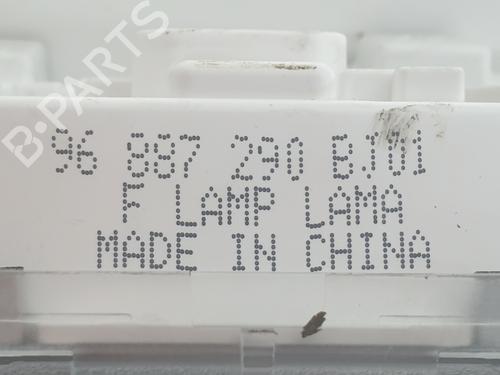 B-PARTS
96 987 290 BJ01
F LAMP LAMA
MADE IN CHINA